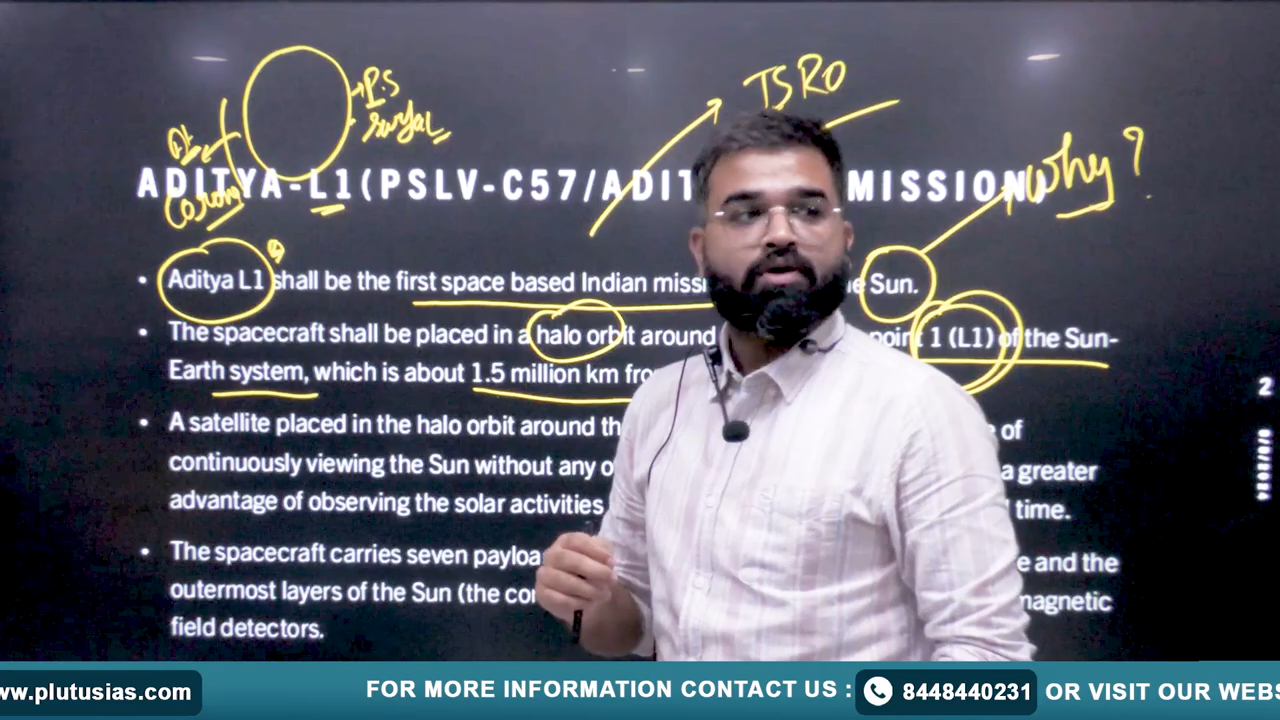 ISRO
P.S
ADITYA-L1(PSLV-C57/ADIT MISSION
Why?
• Aditya L1 shall be the first space based Indian missi e Sun.
• The spacecraft shall be placed in a halo orbit around point 1 (L1) of the Sun-
Earth system, which is about 1.5 million km fro
• A satellite placed in the halo orbit around th e of
continuously viewing the Sun without any o a greater
advantage of observing the solar activities time.
• The spacecraft carries seven payloa e and the
outermost layers of the Sun (the co magnetic
field detectors.
2
www.plutusias.com
FOR MORE INFORMATION CONTACT US : 8448440231 OR VISIT OUR WEBS